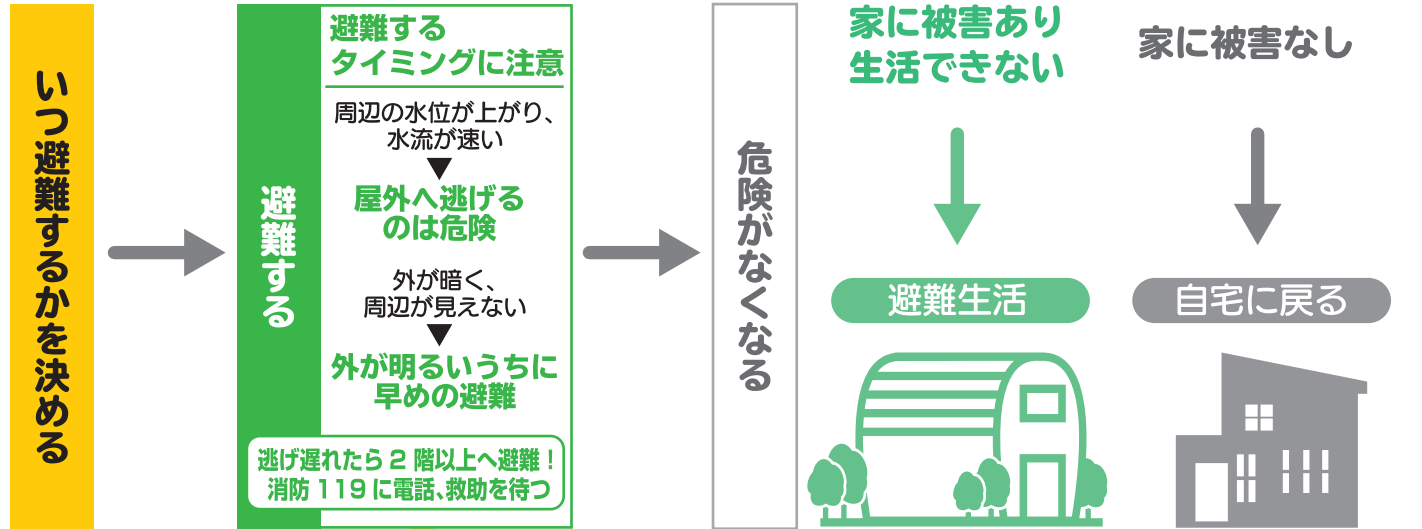 いつ避難するかを決める
避難する
避難する
タイミングに注意
周辺の水位が上がり、
水流が速い
屋外へ逃げる
のは危険
外が暗く、
周辺が見えない
外が明るいうちに
早めの避難
逃げ遅れたら2階以上へ避難！
消防119に電話、救助を待つ
危険がなくなる
家に被害あり
生活できない
避難生活
家に被害なし
自宅に戻る